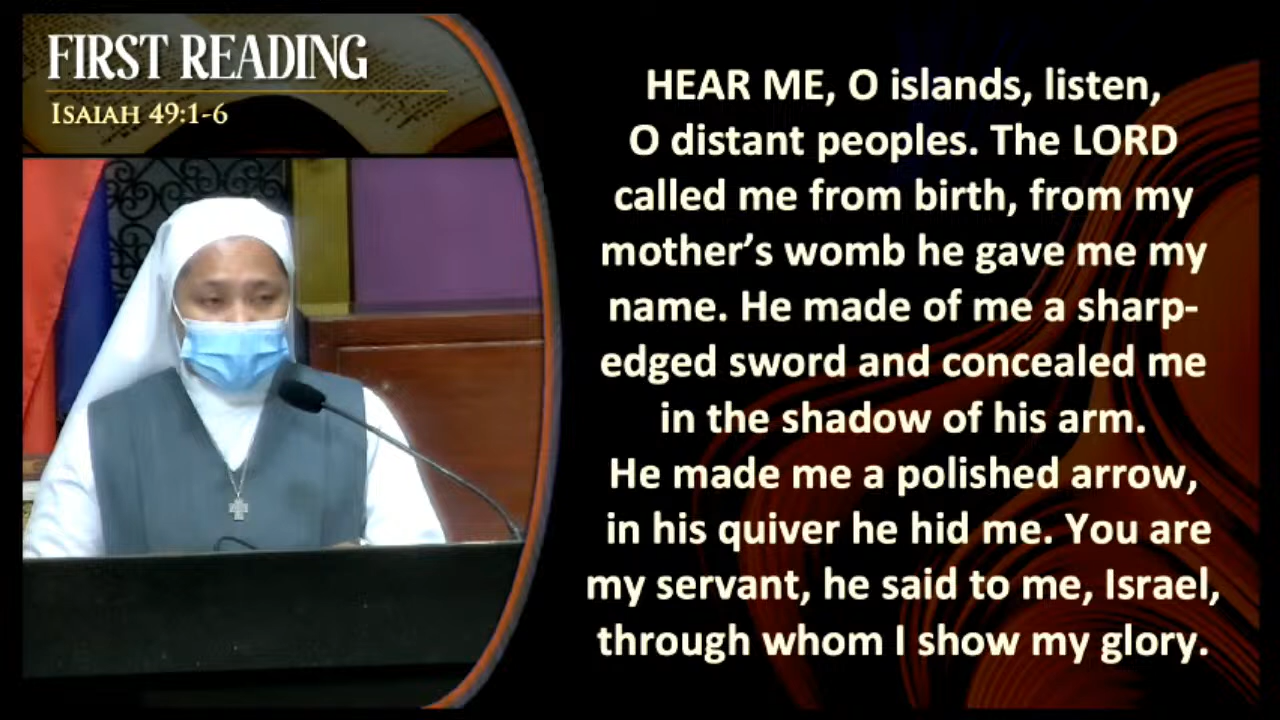 FIRST READING
ISAIAH 49:1-6
HEAR ME, O islands, listen,
O distant peoples. The LORD
called me from birth, from my
mother’s womb he gave me my
name. He made of me a sharp-
edged sword and concealed me
in the shadow of his arm.
He made me a polished arrow,
in his quiver he hid me. You are
my servant, he said to me, Israel,
through whom I show my glory.